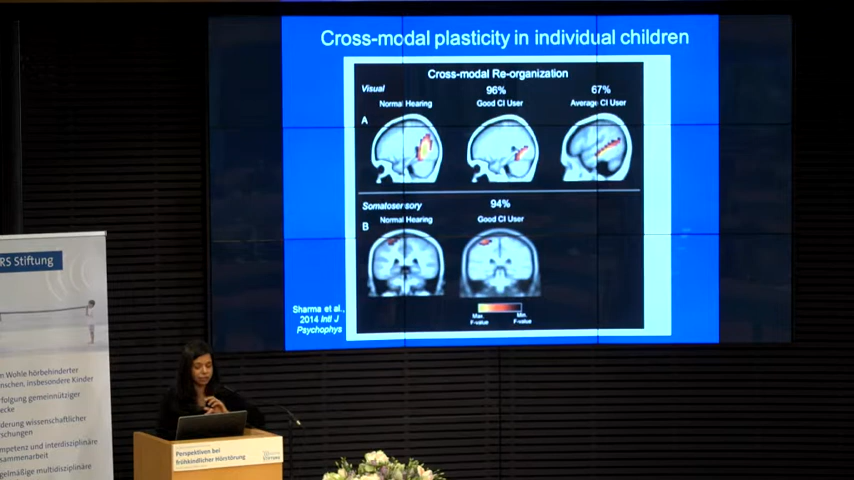 Cross-modal plasticity in individual children
Cross-modal Re-organization
Visual
96%
67%
Normal Hearing
Good CI User
Average CI User
A
Somatosensory
94%
Normal Hearing
Good CI User
B
Max.
F-value
Min.
F-value
Sharma et al.,
2014 Intl J
Psychophys
RS Stiftung
Wohle hörbehinderter
nschen, insbesondere Kinder
rfolgung gemeinnütziger
ecke
derung wissenschaftlicher
rschungen
mpetenz und interdisziplinäre
sammenarbeit
gelmäßige multidisziplinäre
Perspektiven bei
frühkindlicher Hörstörung
STIFTUNG